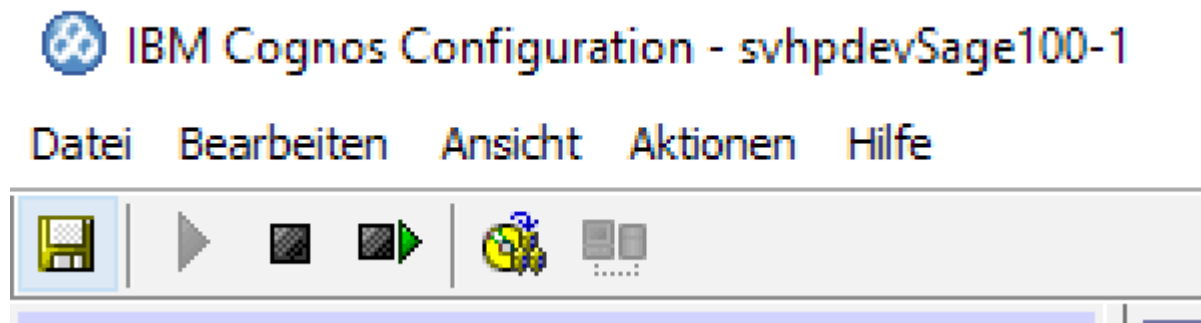 IBM Cognos Configuration - svhpdevSage100-1
Datei Bearbeiten Ansicht Aktionen Hilfe